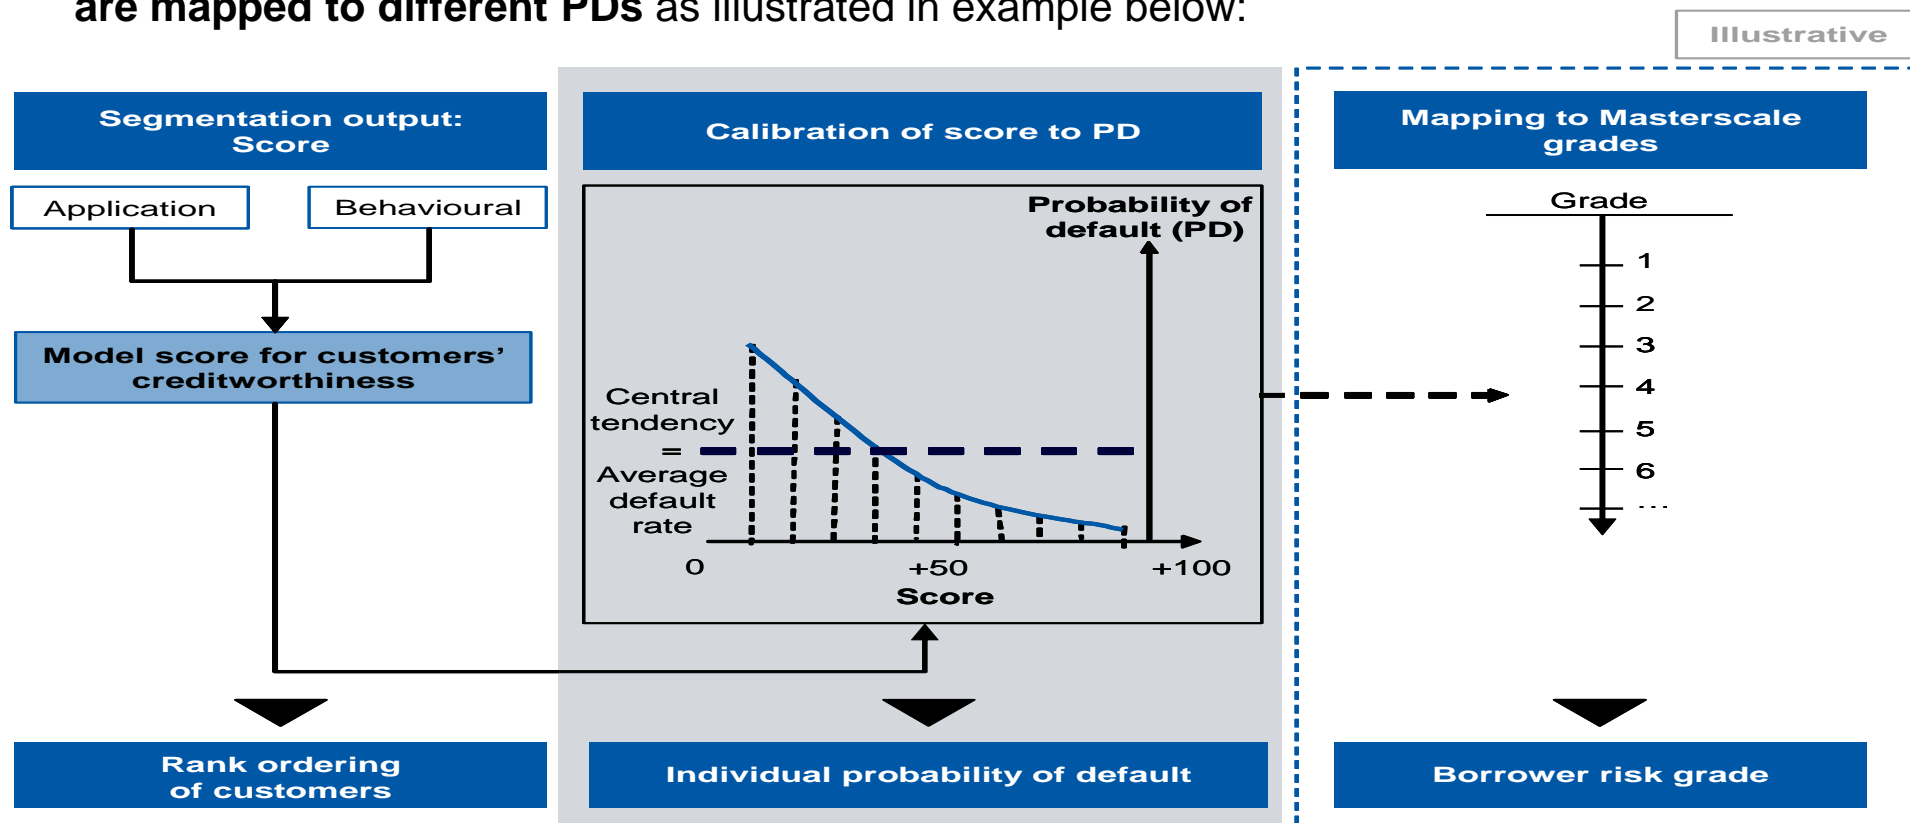 are mapped to different PDs as illustrated in example below:
Illustrative
Segmentation output:
Score
Application
Behavioural
Model score for customers’
creditworthiness
Rank ordering
of customers
Calibration of score to PD
Probability of
default (PD)
Central
tendency
=
Average
default
rate
0
+50
+100
Score
Individual probability of default
Mapping to Masterscale
grades
Grade
1
2
3
4
5
6
...
Borrower risk grade